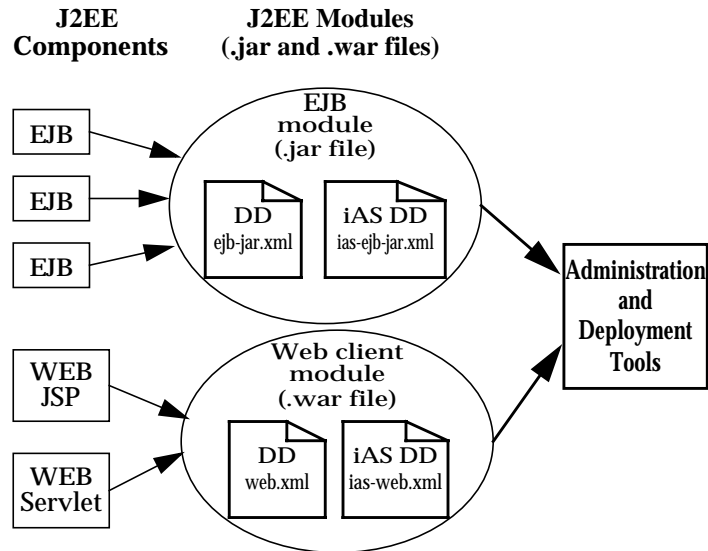 J2EE
Components
J2EE Modules
(.jar and .war files)
EJB
EJB
EJB
EJB
module
(.jar file)
DD
ejb-jar.xml
iAS DD
ias-ejb-jar.xml
Administration
and
Deployment
Tools
WEB
JSP
WEB
Servlet
Web client
module
(.war file)
DD
web.xml
iAS DD
ias-web.xml